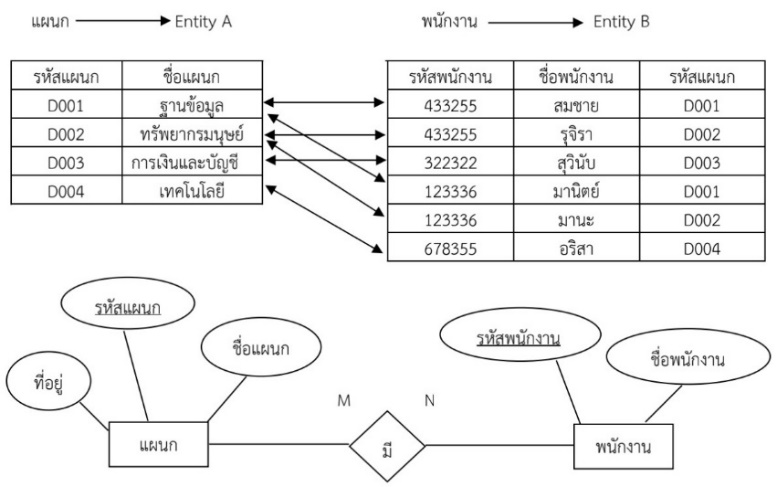 แผนก Entity A พนักงาน Entity B
รหัสแผนก ชื่อแผนก รหัสพนักงาน ชื่อพนักงาน รหัสแผนก
D001 ฐานข้อมูล 433255 สมชาย D001
D002 ทรัพยากรมนุษย์ 433255 รุจิรา D002
D003 การเงินและบัญชี 322322 สุวินับ D003
D004 เทคโนโลยี 123336 มานิตย์ D001
123336 มานะ D002
678355 อริสา D004
รหัสแผนก
ชื่อแผนก
ที่อยู่
รหัสพนักงาน
ชื่อพนักงาน
M N
แผนก มี พนักงาน